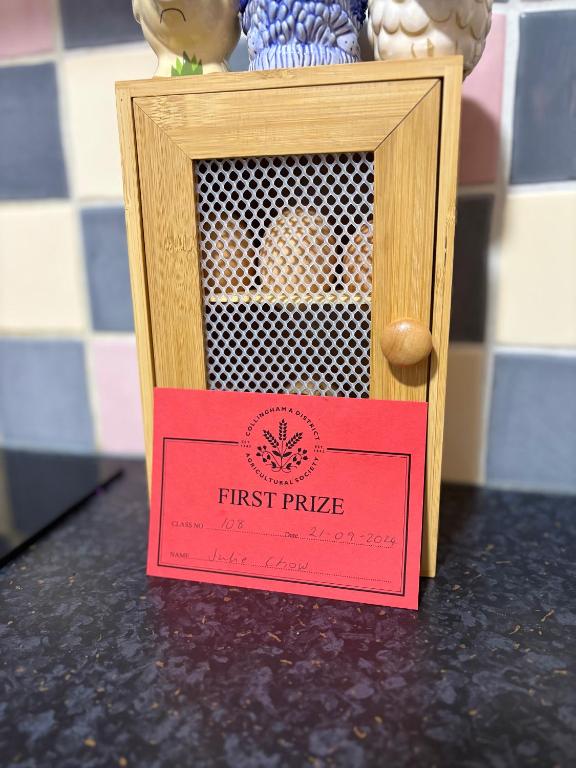 COLLINGHAM & DISTRICT
AGRICULTURAL SOCIETY
FIRST PRIZE
CLASS NO 108 Date 21-09-2024
NAME Julie Chow